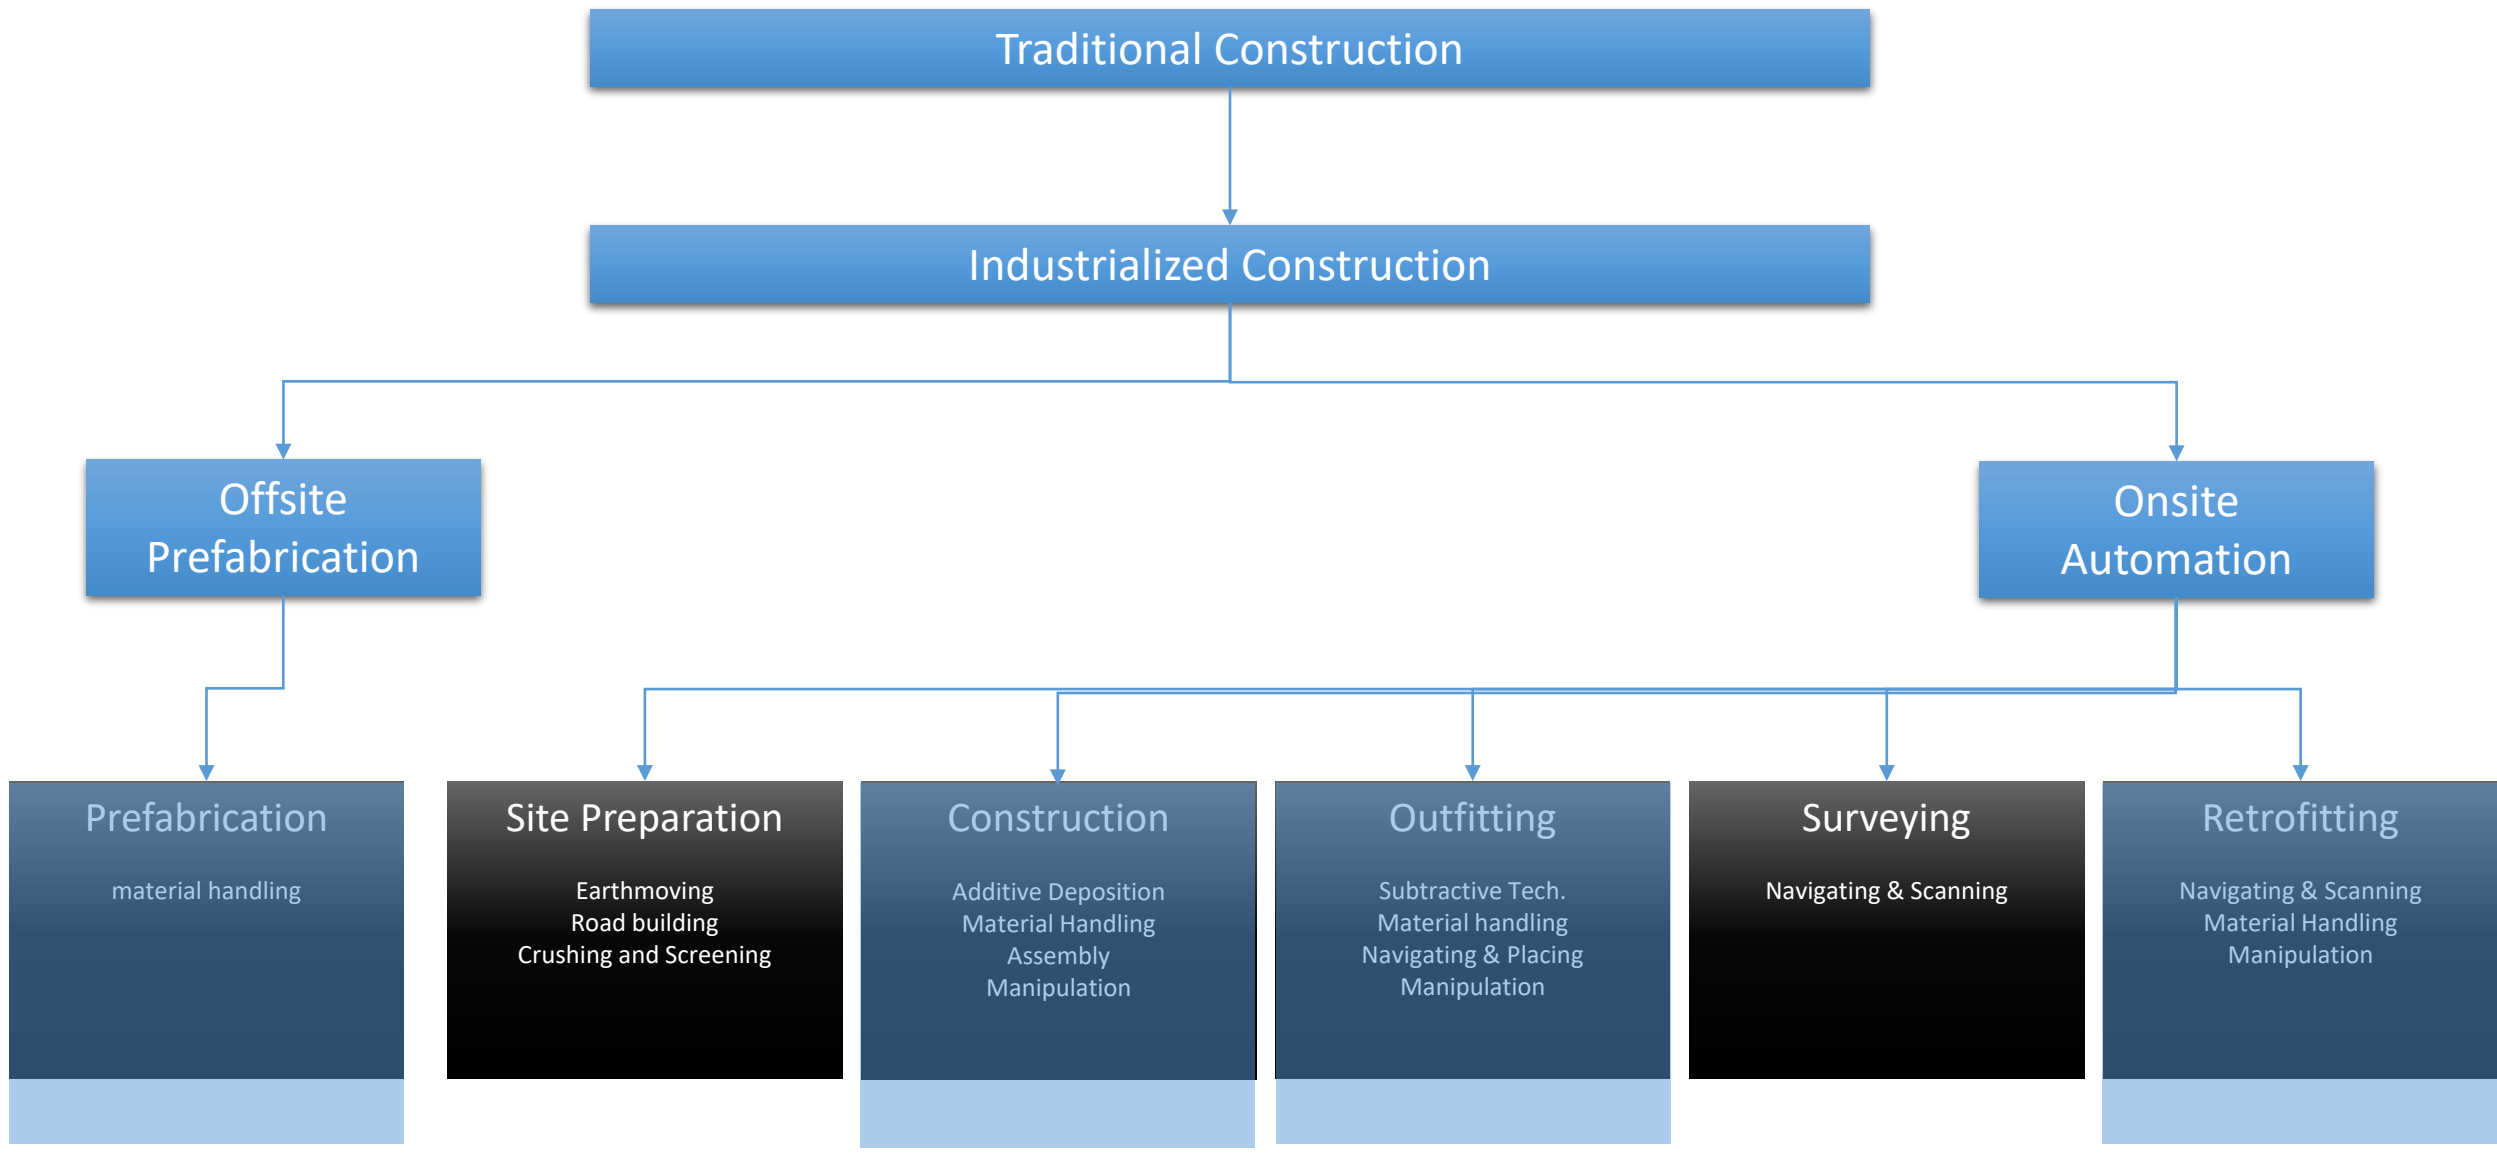 Traditional Construction
Industrialized Construction
Offsite
Prefabrication
Onsite
Automation
Prefabrication
material handling
Site Preparation
Earthmoving
Road building
Crushing and Screening
Construction
Additive Deposition
Material Handling
Assembly
Manipulation
Outfitting
Subtractive Tech.
Material handling
Navigating & Placing
Manipulation
Surveying
Navigating & Scanning
Retrofitting
Navigating & Scanning
Material Handling
Manipulation